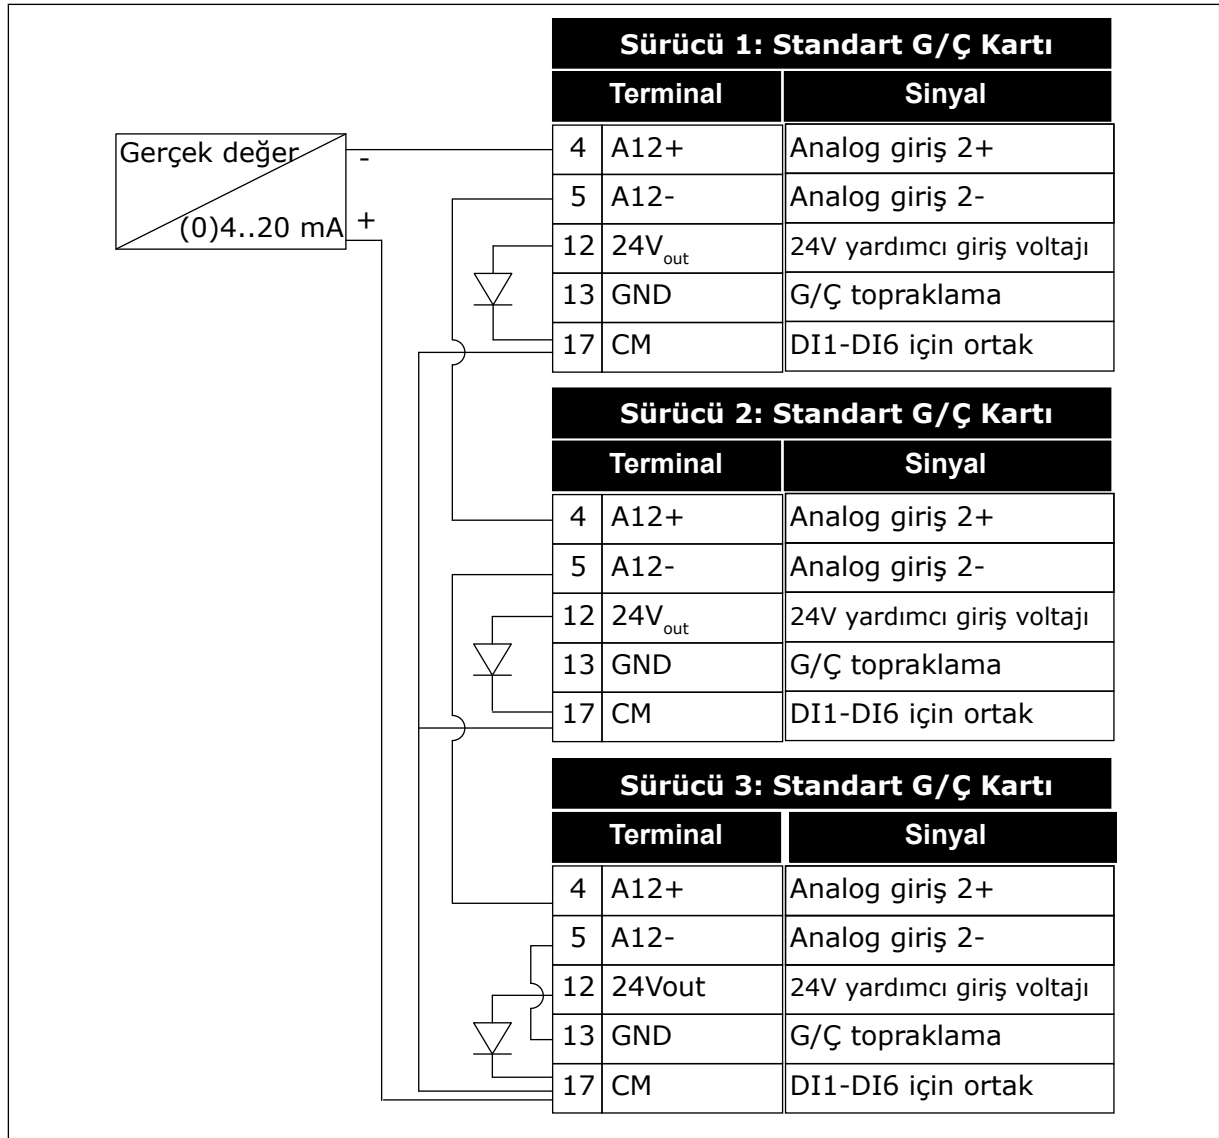 Sürücü 1: Standart G/Ç Kartı
Terminal Sinyal
Gerçek değer
-
(0)4..20 mA
+
4 A12+ Analog giriş 2+
5 A12- Analog giriş 2-
12 24Vout 24V yardımcı giriş voltajı
13 GND G/Ç topraklama
17 CM DI1-DI6 için ortak
Sürücü 2: Standart G/Ç Kartı
Terminal Sinyal
4 A12+ Analog giriş 2+
5 A12- Analog giriş 2-
12 24Vout 24V yardımcı giriş voltajı
13 GND G/Ç topraklama
17 CM DI1-DI6 için ortak
Sürücü 3: Standart G/Ç Kartı
Terminal Sinyal
4 A12+ Analog giriş 2+
5 A12- Analog giriş 2-
12 24Vout 24V yardımcı giriş voltajı
13 GND G/Ç topraklama
17 CM DI1-DI6 için ortak